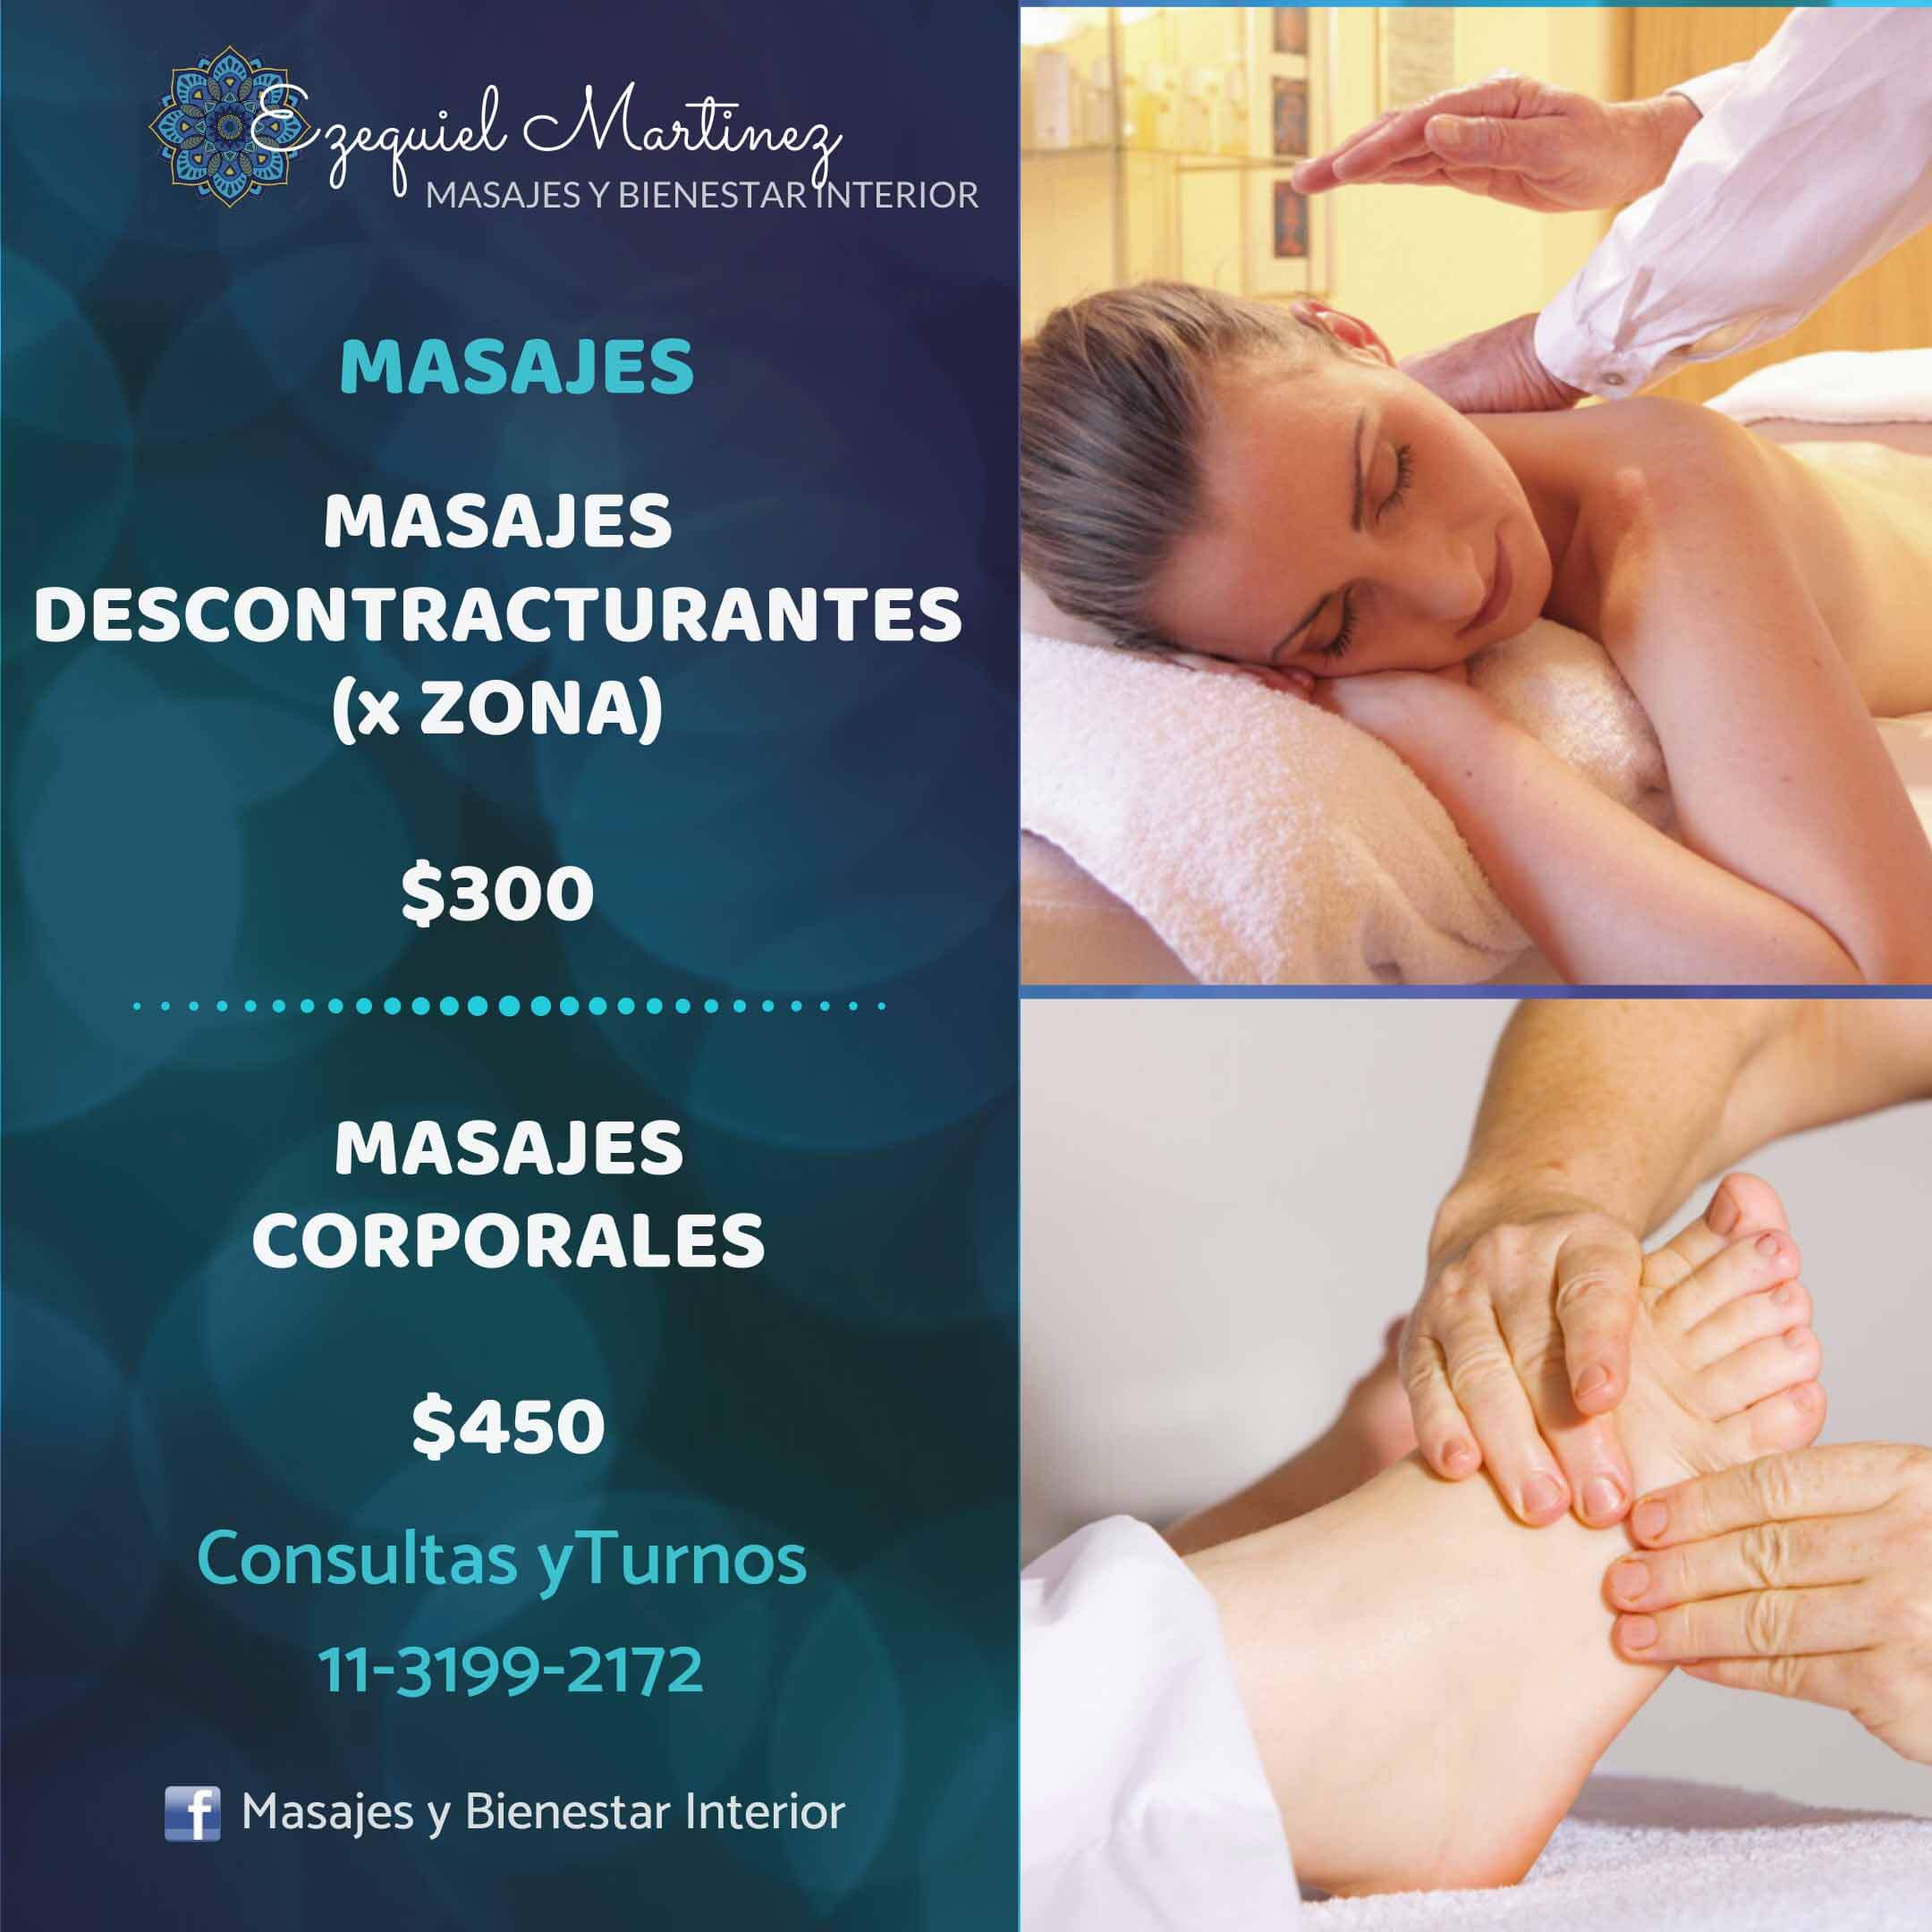 Ezequiel Martinez
MASAJES Y BIENESTAR INTERIOR
MASAJES
MASAJES
DESCONTRACTURANTES
(x ZONA)
$300
MASAJES
CORPORALES
$450
Consultas yTurnos
11-3199-2172
f Masajes y Bienestar Interior